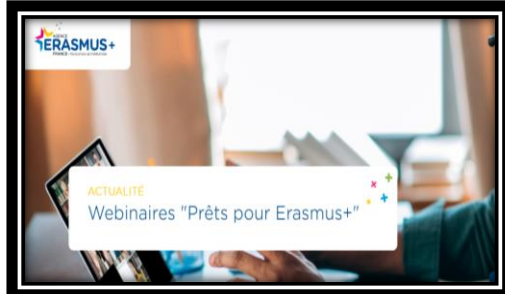 AGENCE
ERASMUS+
FRANCE
ACTUALITÉ
Webinaires "Prêts pour Erasmus+"